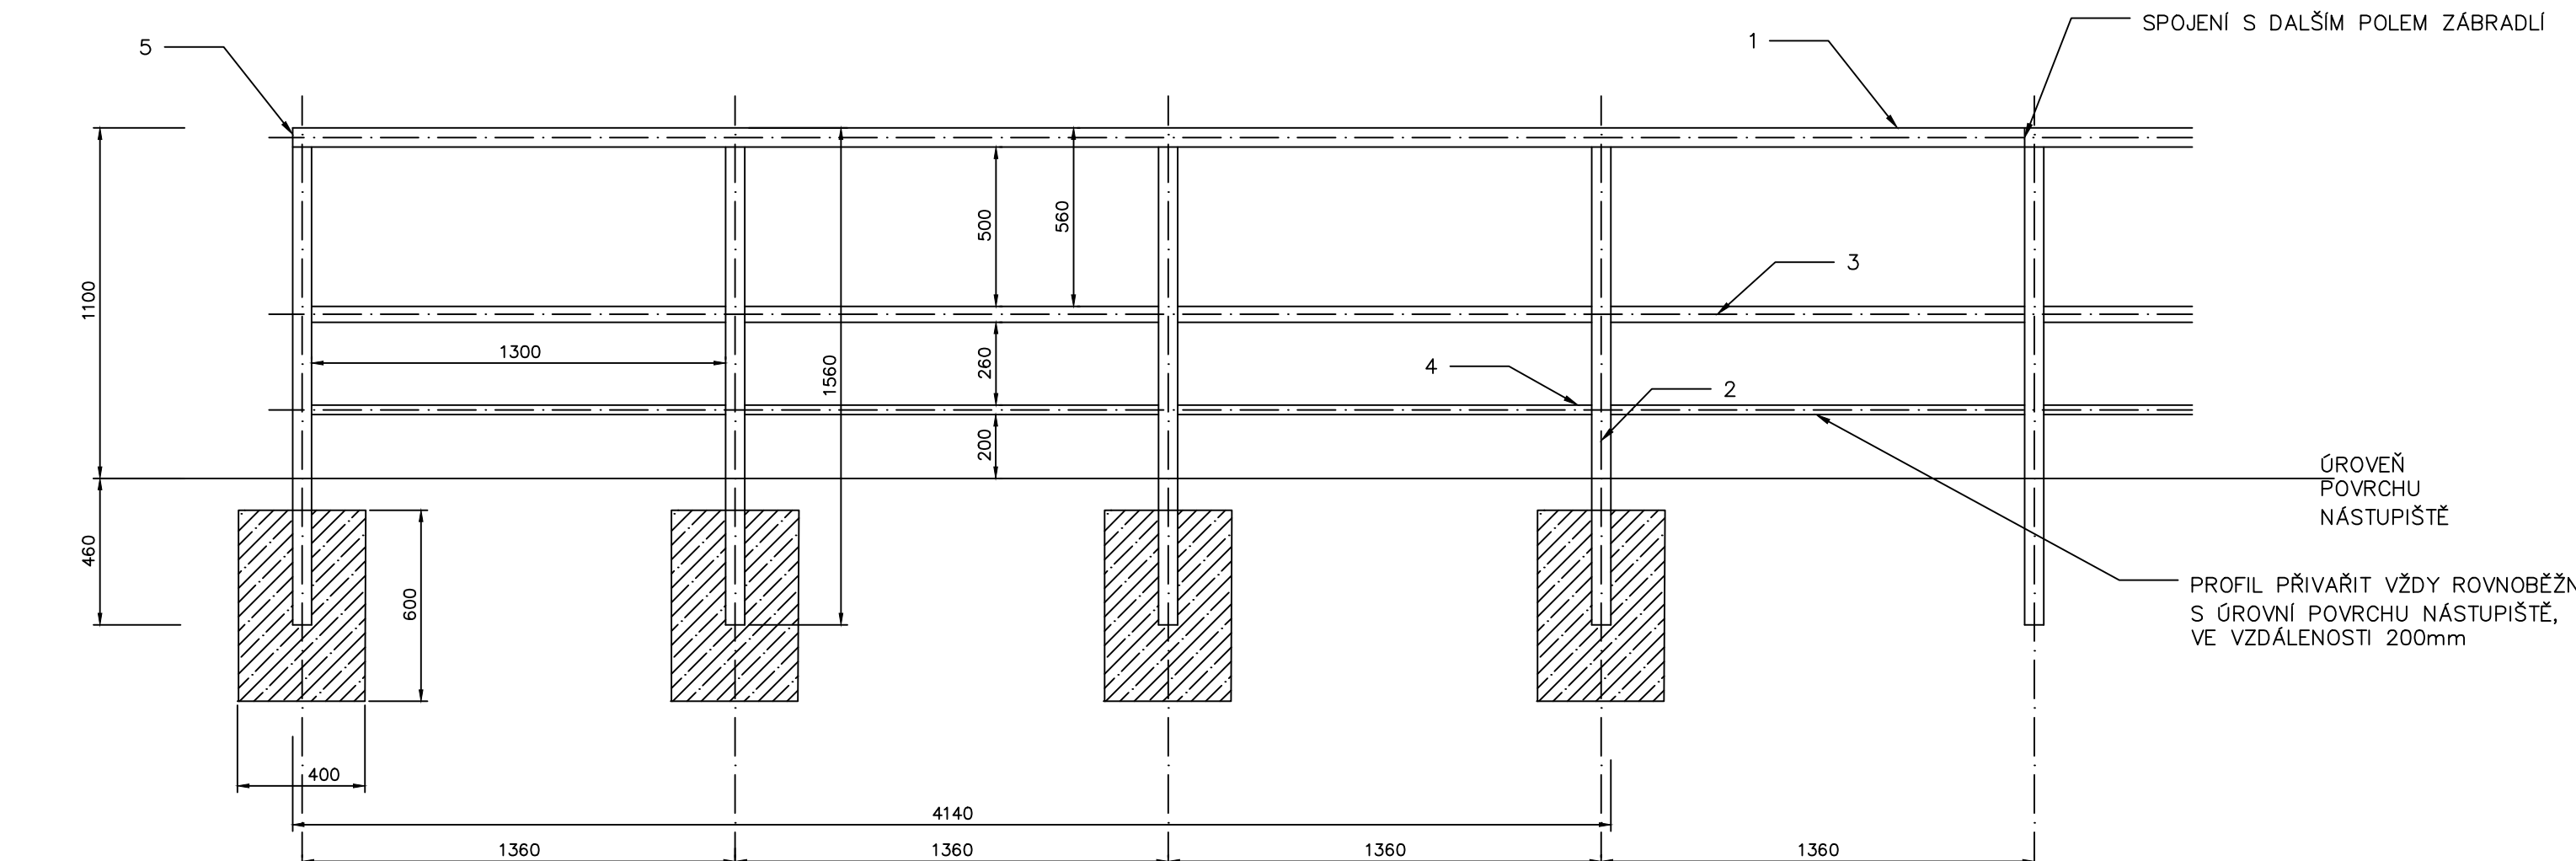 SPOJENÍ S DALŠÍM POLEM ZÁBRADLÍ
5
1
3
4
2
1100
460
500
560
260
200
1300
1560
600
400
4140
1360
1360
1360
1360
ÚROVEŇ
POVRCHU
NÁSTUPIŠTĚ
PROFIL PŘIVAŘIT VŽDY ROVNOBĚŽN
S ÚROVNÍ POVRCHU NÁSTUPIŠTĚ,
VE VZDÁLENOSTI 200mm